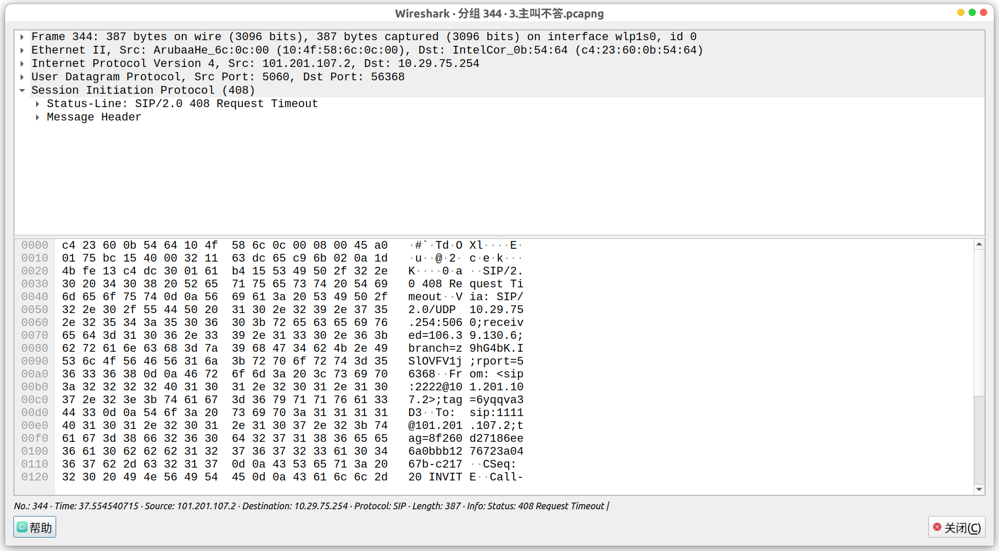 Wireshark · 分组 344 · 3.主叫不答.pcapng
Frame 344: 387 bytes on wire (3096 bits), 387 bytes captured (3096 bits) on interface wlp1s0, id 0
Ethernet II, Src: ArubaaHe_6c:0c:00 (10:4f:58:6c:0c:00), Dst: IntelCor_0b:54:64 (c4:23:60:0b:54:64)
Internet Protocol Version 4, Src: 101.201.107.2, Dst: 10.29.75.254
User Datagram Protocol, Src Port: 5060, Dst Port: 56368
Session Initiation Protocol (408)
Status-Line: SIP/2.0 408 Request Timeout
Message Header
0000 c4 23 60 0b 54 64 10 4f 58 6c 0c 00 08 00 45 a0 ·#`·Td·O Xl····E·
0010 01 75 bc 15 40 00 32 11 63 dc 65 c9 6b 02 0a 1d ·u··@·2· c·e·k···
0020 4b fe 13 c4 dc 30 01 61 b4 15 53 49 50 2f 32 2e K····0·a ··SIP/2.
0030 30 20 34 30 38 20 52 65 71 75 65 73 74 20 54 69 0 408 Re quest Ti
0040 6d 65 6f 75 74 0d 0a 56 69 61 3a 20 53 49 50 2f meout··V ia: SIP/
0050 32 2e 30 2f 55 44 50 20 31 30 2e 32 39 2e 37 35 2.0/UDP 10.29.75
0060 2e 32 35 34 3a 35 30 36 30 3b 72 65 63 65 69 76 .254:506 0;receiv
0070 65 64 3d 31 30 36 2e 33 39 2e 31 33 30 2e 36 3b ed=106.3 9.130.6;
0080 62 72 61 6e 63 68 3d 7a 39 68 47 34 62 4b 2e 49 branch=z 9hG4bK.I
0090 53 6c 4f 56 46 56 31 6a 3b 72 70 6f 72 74 3d 35 SlOVFV1j ;rport=5
00a0 36 33 36 38 0d 0a 46 72 6f 6d 3a 20 3c 73 69 70 6368··Fr om: <sip
00b0 3a 32 32 32 32 40 31 30 31 2e 32 30 31 2e 31 30 :2222@10 1.201.10
00c0 37 2e 32 3e 3b 74 61 67 3d 36 79 71 71 76 61 33 7.2>;tag =6yqqva3
00d0 44 33 0d 0a 54 6f 3a 20 73 69 70 3a 31 31 31 31 D3··To: sip:1111
00e0 40 31 30 31 2e 32 30 31 2e 31 30 37 2e 32 3b 74 @101.201 .107.2;t
00f0 61 67 3d 38 66 32 36 30 64 32 37 31 38 36 65 65 ag=8f260 d27186ee
0100 36 61 30 62 62 62 31 32 37 36 37 32 33 61 30 34 6a0bbb12 76723a04
0110 36 37 62 2d 63 32 31 37 0d 0a 43 53 65 71 3a 20 67b-c217 ··CSeq:
0120 32 30 20 49 4e 56 49 54 45 0d 0a 43 61 6c 6c 2d 20 INVIT E··Call-
No.: 344 · Time: 37.554540715 · Source: 101.201.107.2 · Destination: 10.29.75.254 · Protocol: SIP · Length: 387 · Info: Status: 408 Request Timeout |
帮助
关闭(C)